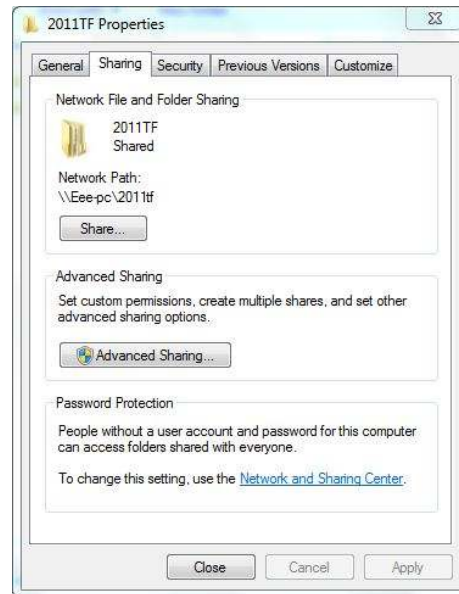 2011TF Properties
General Sharing Security Previous Versions Customize
Network File and Folder Sharing
2011TF
Shared
Network Path:
\\Eee-pc\2011tf
Share...
Advanced Sharing
Set custom permissions, create multiple shares, and set other
advanced sharing options.
Advanced Sharing...
Password Protection
People without a user account and password for this computer
can access folders shared with everyone.
To change this setting, use the Network and Sharing Center.
Close Cancel Apply